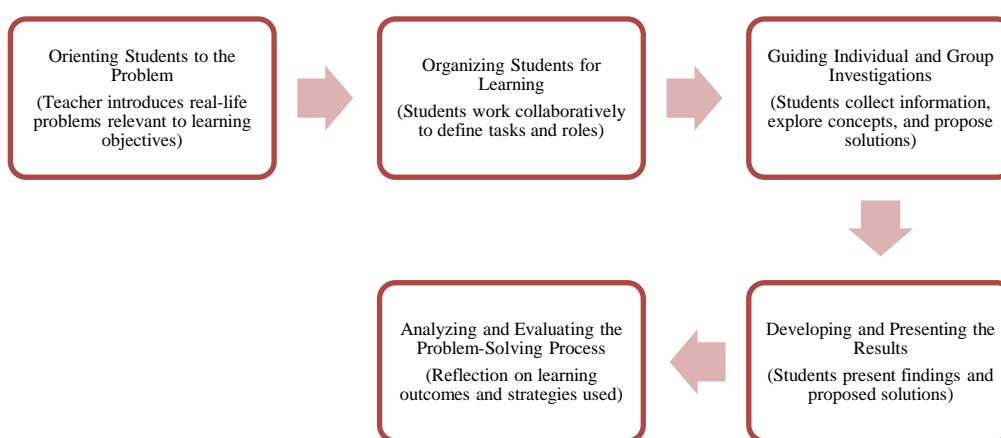 Orienting Students to the
Problem
(Teacher introduces real-life
problems relevant to learning
objectives)
Organizing Students for
Learning
(Students work collaboratively
to define tasks and roles)
Guiding Individual and Group
Investigations
(Students collect information,
explore concepts, and propose
solutions)
Developing and Presenting the
Results
(Students present findings and
proposed solutions)
Analyzing and Evaluating the
Problem-Solving Process
(Reflection on learning
outcomes and strategies used)